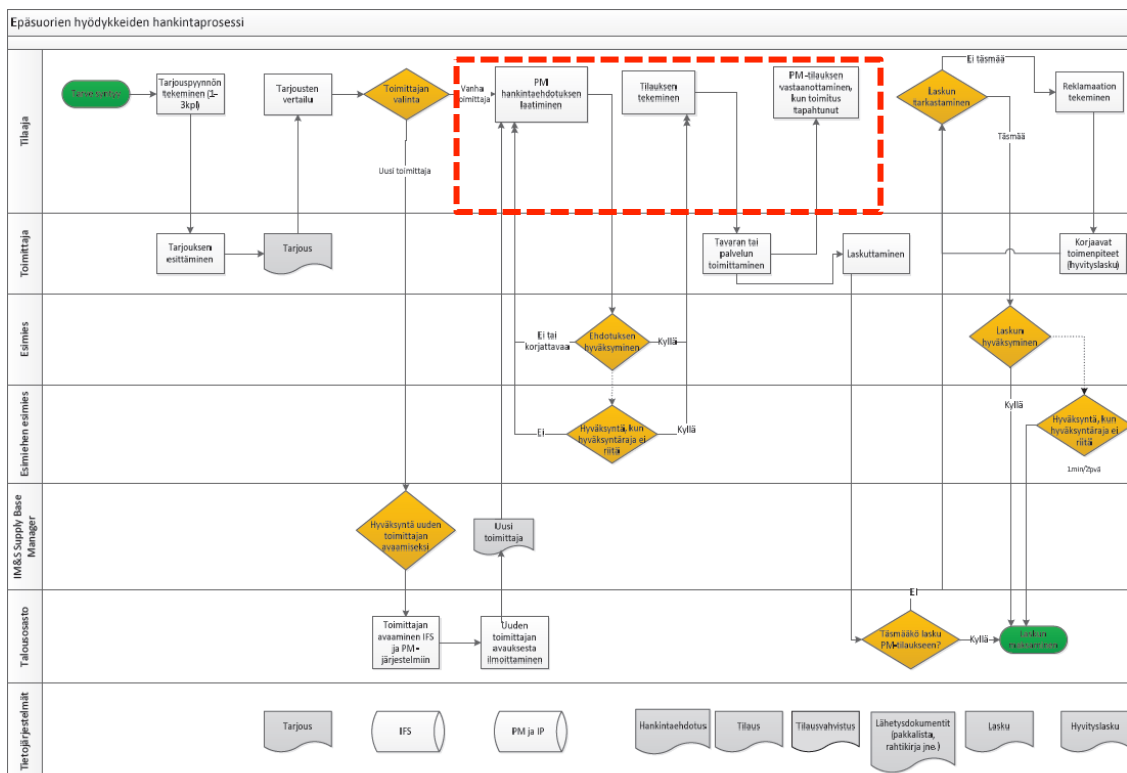 Epäsuorien hyödykkeiden hankintaprosessi
Tilaaja
Tarve syntyy
Tarjouspyynnön
tekeminen (1-
3kpl)
Tarjousten
vertailu
Toimittajan
valinta
Vanha
toimittaja
Uusi toimittaja
PM
hankintaehdotuksen
laatiminen
Tilauksen
tekeminen
PM-tilauksen
vastaanottaminen,
kun toimitus
tapahtunut
Laskun
tarkastaminen
Ei täsmää
Täsmää
Reklamaation
tekeminen
Toimittaja
Tarjouksen
esittäminen
Tarjous
Tavaran tai
palvelun
toimittaminen
Laskuttaminen
Korjaavat
toimenpiteet
(hyvityslasku)
Esimies
Ei tai
korjattavaa
Ehdotuksen
hyväksyminen
Kyllä
Laskun
hyväksyminen
Kyllä
Esimiehen esimies
Ei
Hyväksyntä, kun
hyväksyntäraja ei
riitä
Kyllä
Hyväksyntä, kun
hyväksyntäraja ei
riitä
1min/2pvä
IM&S Supply Base
Manager
Hyväksyntä uuden
toimittajan
avaamiseksi
Uusi
toimittaja
Talousosasto
Toimittajan
avaaminen IFS
ja PM-
järjestelmiin
Uuden
toimittajan
avauksesta
ilmoittaminen
EI
Täsmääkö lasku
PM-tilaukseen?
Kyllä
Laskun
maksaminen
Tietojärjestelmät
Tarjous
IFS
PM ja IP
Hankintaehdotus
Tilaus
Tilausvahvistus
Lähetysdokumentit
(pakkalista,
rahtikirja jne.)
Lasku
Hyvityslasku